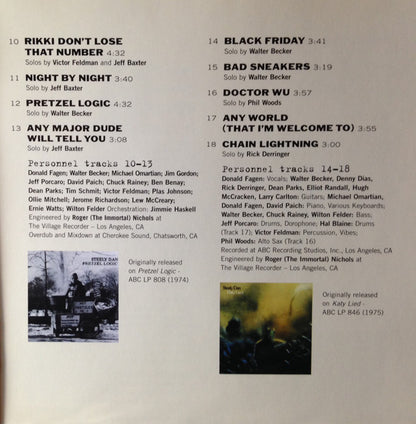 10 RIKKI DON'T LOSE
THAT NUMBER 4:32
Solos by Victor Feldman and Jeff Baxter
11 NIGHT BY NIGHT 3:40
Solo by Jeff Baxter
12 PRETZEL LOGIC 4:32
Solo by Walter Becker
13 ANY MAJOR DUDE
WILL TELL YOU 3:08
Solo by Jeff Baxter
Personnel tracks 10–13
Donald Fagen; Walter Becker; Michael Omartian; Jim Gordon;
Jeff Porcaro; David Paich; Chuck Rainey; Ben Benay;
Dean Parks; Tim Schmit; Victor Feldman; Plas Johnson;
Ollie Mitchell; Jerome Richardson; Lew McCreary;
Ernie Watts; Wilton Felder Orchestration: Jimmie Haskell
Engineered by Roger (The Immortal) Nichols at
The Village Recorder – Los Angeles, CA
Overdub and Mixdown at Cherokee Sound, Chatsworth, CA
STEELY DAN
PRETZEL LOGIC
Originally released
on Pretzel Logic -
ABC LP 808 (1974)
14 BLACK FRIDAY 3:41
Solo by Walter Becker
15 BAD SNEAKERS 3:19
Solo by Walter Becker
16 DOCTOR WU 3:57
Solo by Phil Woods
17 ANY WORLD
(THAT I'M WELCOME TO) 3:55
18 CHAIN LIGHTNING 3:00
Solo by Rick Derringer
Personnel tracks 14–18
Donald Fagen: Vocals; Walter Becker, Denny Dias,
Rick Derringer, Dean Parks, Elliot Randall, Hugh
McCracken, Larry Carlton: Guitars; Michael Omartian,
Donald Fagen, David Paich: Piano, Various Keyboards;
Walter Becker, Chuck Rainey, Wilton Felder: Bass;
Jeff Porcaro: Drums, Dorophone; Hal Blaine: Drums
(Track 17); Victor Feldman: Percussion, Vibes;
Phil Woods: Alto Sax (Track 16)
Recorded at ABC Recording Studios, Inc., Los Angeles, CA
Engineered by Roger (The Immortal) Nichols at
The Village Recorder – Los Angeles, CA
Steely Dan
Originally released
on Katy Lied -
ABC LP 846 (1975)